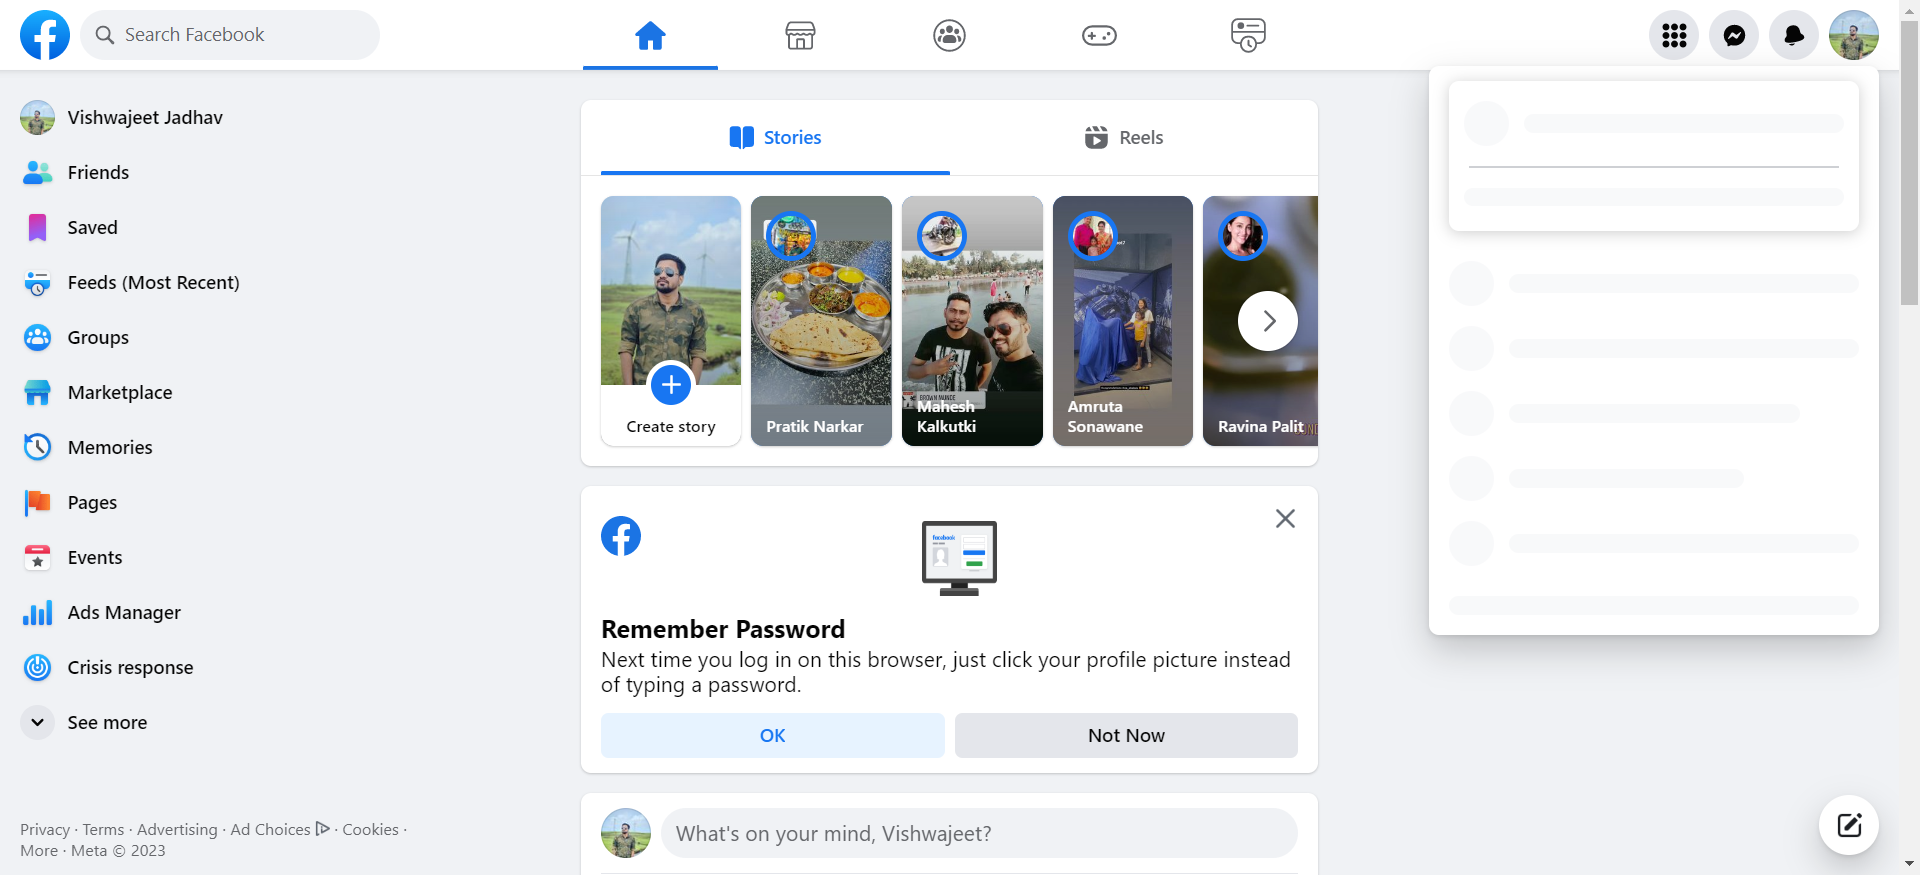 Search Facebook
Vishwajeet Jadhav
Friends
Saved
Feeds (Most Recent)
Groups
Marketplace
Memories
Pages
Events
Ads Manager
Crisis response
See more
Privacy · Terms · Advertising · Ad Choices · Cookies ·
More · Meta © 2023
Stories
Reels
Create story
Pratik Narkar
Mahesh
Kalkutki
Amruta
Sonawane
Ravina Palit
facebook
Remember Password
Next time you log in on this browser, just click your profile picture instead
of typing a password.
OK
Not Now
What's on your mind, Vishwajeet?